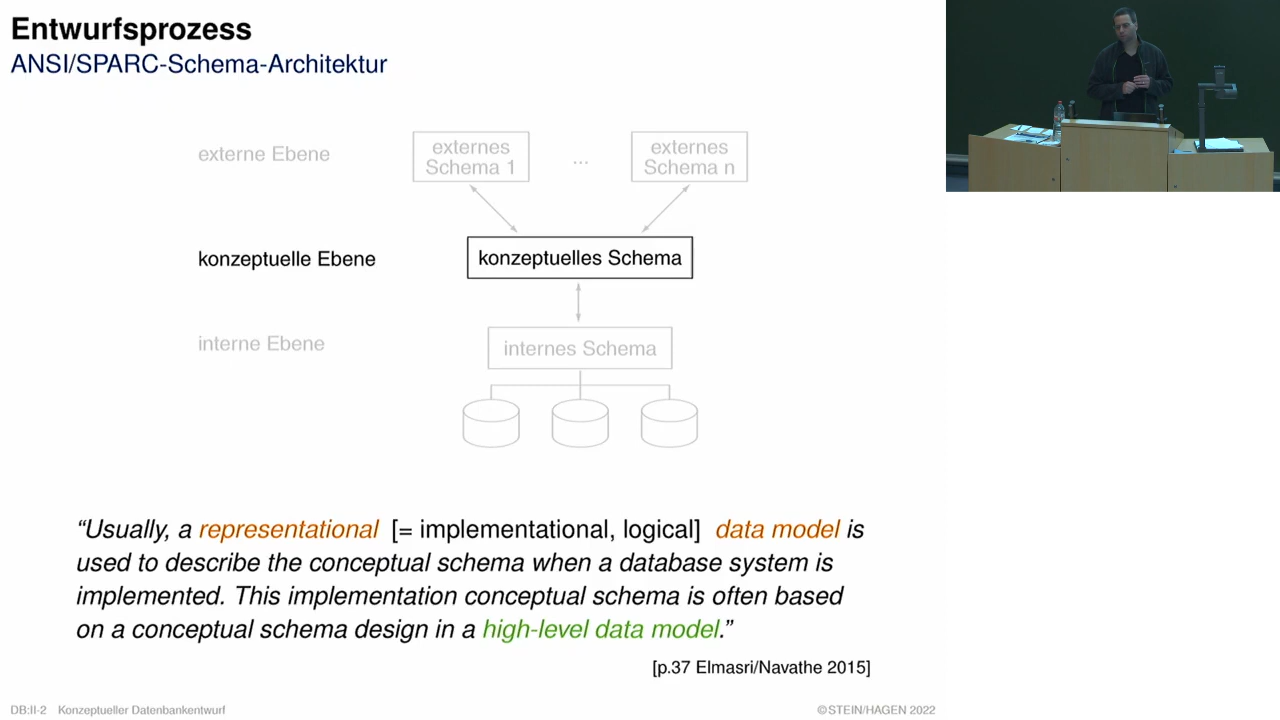 Entwurfsprozess
ANSI/SPARC-Schema-Architektur
externe Ebene
externes
Schema 1
...
externes
Schema n
konzeptuelle Ebene
konzeptuelles Schema
interne Ebene
internes Schema
“Usually, a representational [= implementational, logical] data model is
used to describe the conceptual schema when a database system is
implemented. This implementation conceptual schema is often based
on a conceptual schema design in a high-level data model.”
[p.37 Elmasri/Navathe 2015]
DB:II-2 Konzeptueller Datenbankentwurf
©STEIN/HAGEN 2022